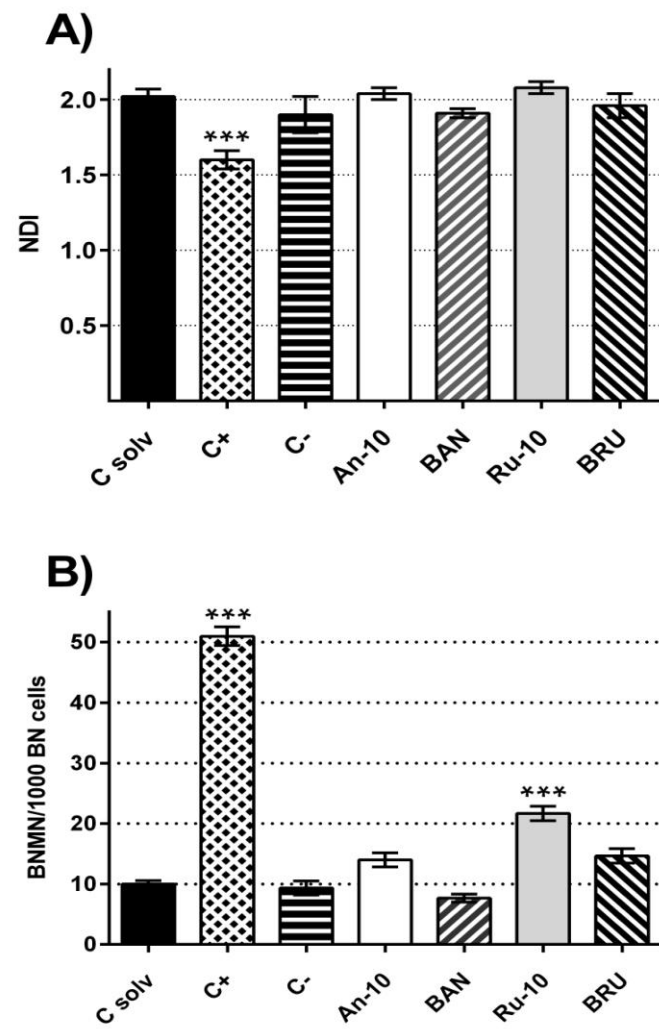 A)
2.0
1.5
1.0
0.5
NDI
***
C solv
C+
C-
An-10
BAN
Ru-10
BRU
B)
50
40
30
20
10
0
BNMN/1000 BN cells
***
***
C solv
C+
C-
An-10
BAN
Ru-10
BRU